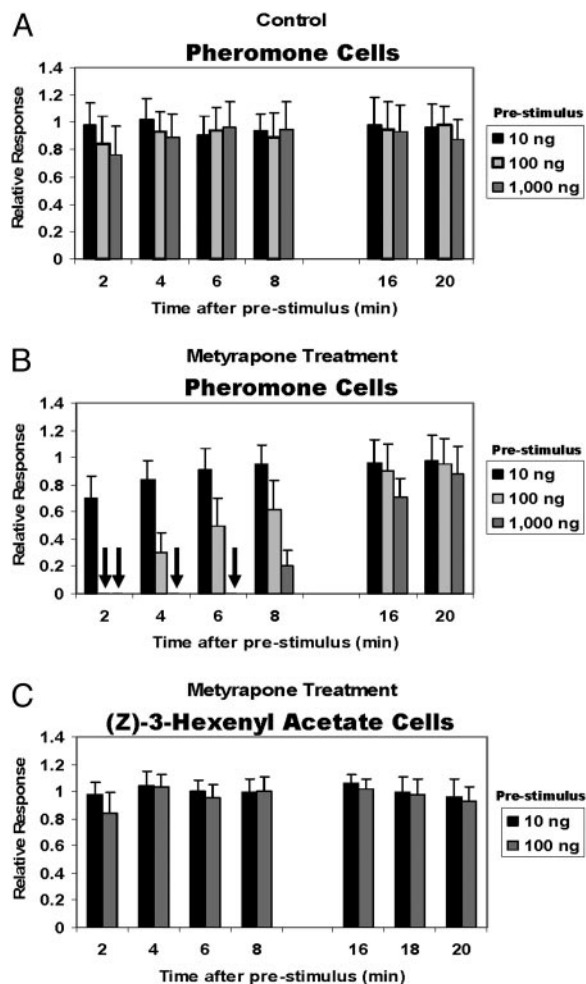 A
Control
Pheromone Cells
Relative Response
1.4
1.2
1
0.8
0.6
0.4
0.2
0
2 4 6 8 16 20
Time after pre-stimulus (min)
Pre-stimulus
10 ng
100 ng
1,000 ng
B
Metyrapone Treatment
Pheromone Cells
Relative Response
1.4
1.2
1
0.8
0.6
0.4
0.2
0
2 4 6 8 16 20
Time after pre-stimulus (min)
Pre-stimulus
10 ng
100 ng
1,000 ng
C
Metyrapone Treatment
(Z)-3-Hexenyl Acetate Cells
Relative Response
1.4
1.2
1
0.8
0.6
0.4
0.2
0
2 4 6 8 16 18 20
Time after pre-stimulus (min)
Pre-stimulus
10 ng
100 ng